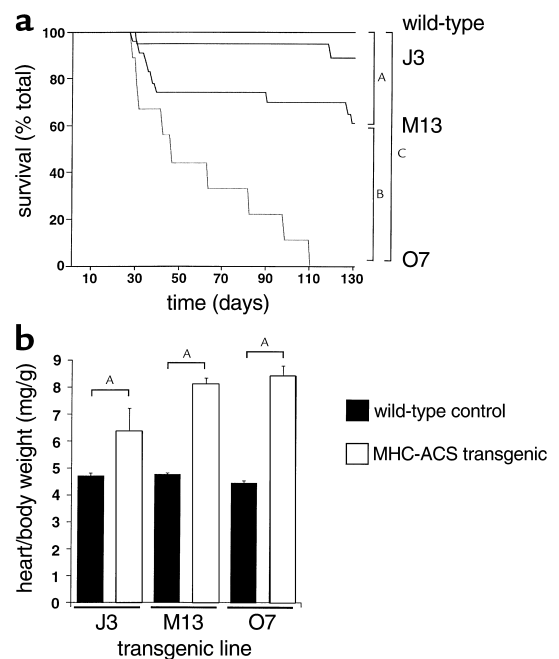 a
wild-type
100
J3
80
A
60
M13
C
40
B
20
0
O7
survival (% total)
10 30 50 70 90 110 130
time (days)
b
9
8
7
6
5
4
3
2
1
0
heart/body weight (mg/g)
A
A
A
wild-type control
MHC-ACS transgenic
J3 M13 O7
transgenic line